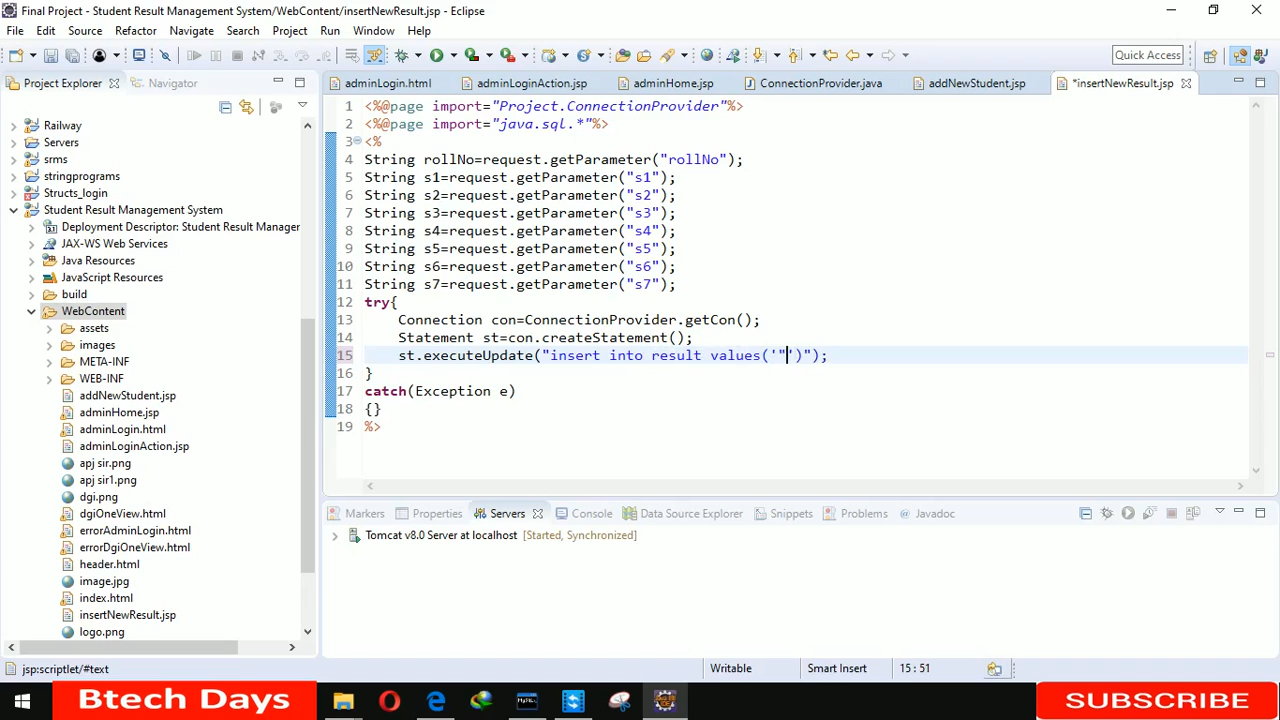 Final Project - Student Result Management System/WebContent/insertNewResult.jsp - Eclipse
File Edit Source Refactor Navigate Search Project Run Window Help
Quick Access
Project Explorer Navigator
adminLogin.html adminLoginAction.jsp adminHome.jsp ConnectionProvider.java addNewStudent.jsp *insertNewResult.jsp
Railway
Servers
srms
stringprograms
Structs_login
Student Result Management System
Deployment Descriptor: Student Result Manager
JAX-WS Web Services
Java Resources
JavaScript Resources
build
WebContent
assets
images
META-INF
WEB-INF
addNewStudent.jsp
adminHome.jsp
adminLogin.html
adminLoginAction.jsp
apj sir.png
apj sir1.png
dgi.png
dgiOneView.html
errorAdminLogin.html
errorDgiOneView.html
header.html
image.jpg
index.html
insertNewResult.jsp
logo.png
1 <%@page import="Project.ConnectionProvider"%>
2 <%@page import="java.sql.*"%>
3 <%
4 String rollNo=request.getParameter("rollNo");
5 String s1=request.getParameter("s1");
6 String s2=request.getParameter("s2");
7 String s3=request.getParameter("s3");
8 String s4=request.getParameter("s4");
9 String s5=request.getParameter("s5");
10 String s6=request.getParameter("s6");
11 String s7=request.getParameter("s7");
12 try{
13 Connection con=ConnectionProvider.getCon();
14 Statement st=con.createStatement();
15 st.executeUpdate("insert into result values('"')");
16 }
17 catch(Exception e)
18 {}
19 %>
Markers Properties Servers Console Data Source Explorer Snippets Problems Javadoc
Tomcat v8.0 Server at localhost [Started, Synchronized]
jsp:scriptlet/#text Writable Smart Insert 15 : 51
Btech Days
SUBSCRIBE